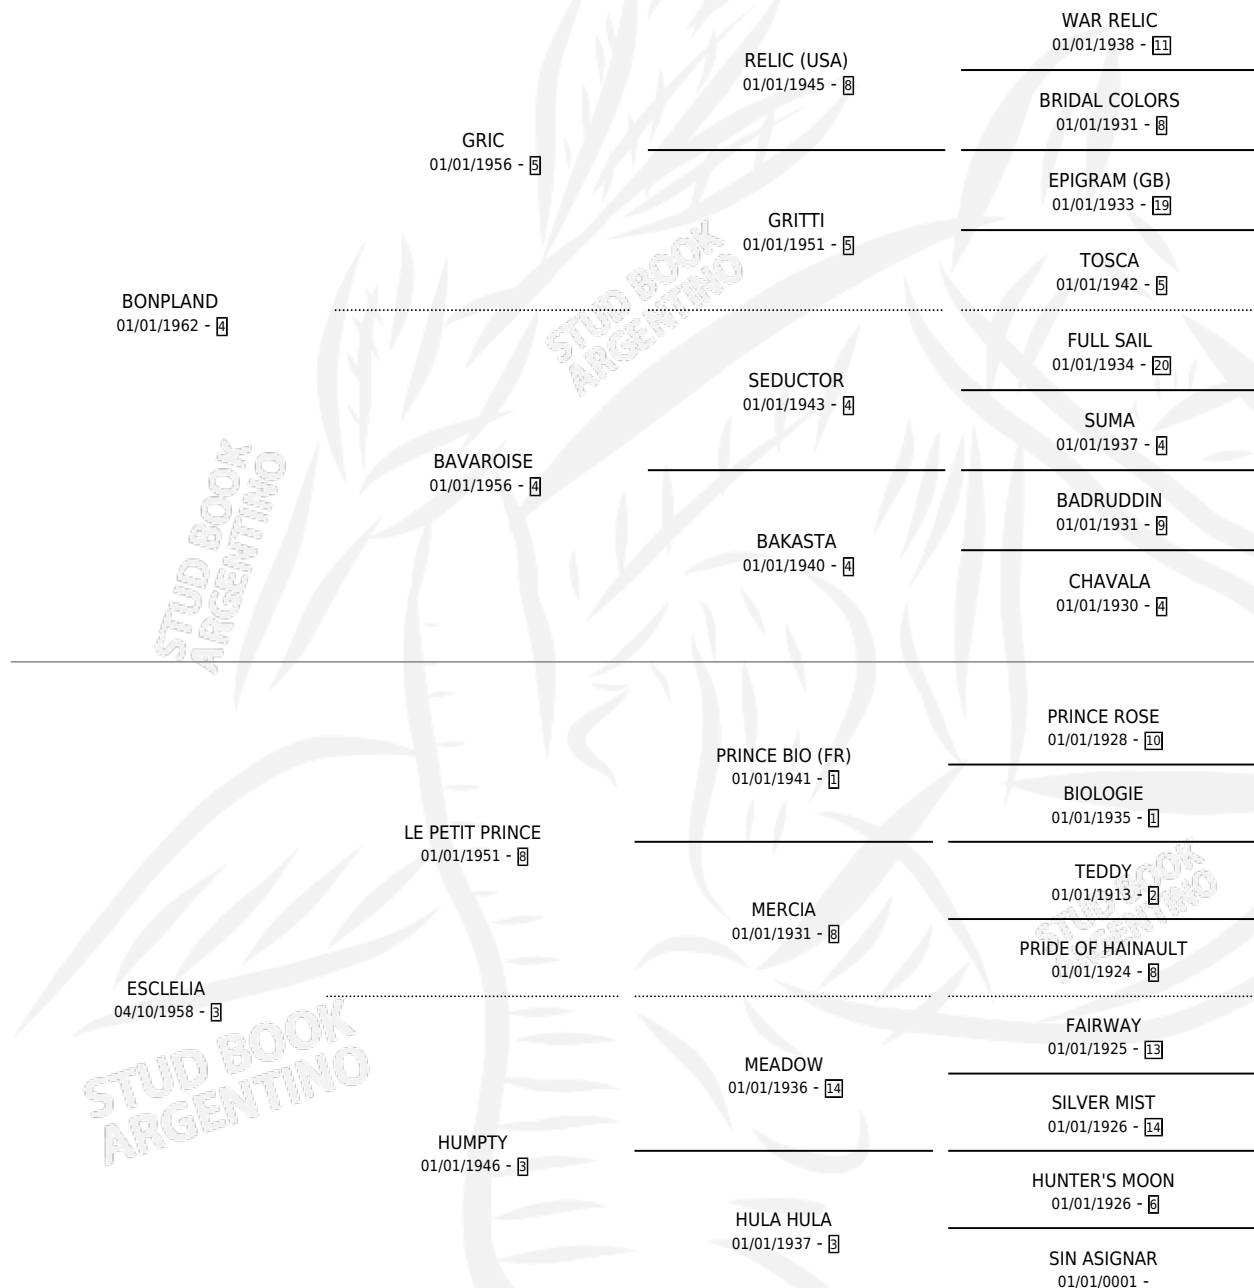 WAR RELIC
01/01/1938 - 11
RELIC (USA)
01/01/1945 - 8
BRIDAL COLORS
01/01/1931 - 8
GRIC
01/01/1956 - 5
EPIGRAM (GB)
01/01/1933 - 19
GRITTI
01/01/1951 - 5
TOSCA
01/01/1942 - 5
BONPLAND
01/01/1962 - 4
FULL SAIL
01/01/1934 - 20
SEDUCTOR
01/01/1943 - 4
SUMA
01/01/1937 - 4
BAVAROISE
01/01/1956 - 4
BADRUDDIN
01/01/1931 - 9
BAKASTA
01/01/1940 - 4
CHAVALA
01/01/1930 - 4
PRINCE ROSE
01/01/1928 - 10
PRINCE BIO (FR)
01/01/1941 - 1
BIOLOGIE
01/01/1935 - 1
LE PETIT PRINCE
01/01/1951 - 8
TEDDY
01/01/1913 - 2
MERCIA
01/01/1931 - 8
PRIDE OF HAINAULT
01/01/1924 - 8
ESCLELIA
04/10/1958 - 3
FAIRWAY
01/01/1925 - 13
MEADOW
01/01/1936 - 14
SILVER MIST
01/01/1926 - 14
HUMPTY
01/01/1946 - 3
HUNTER'S MOON
01/01/1926 - 6
HULA HULA
01/01/1937 - 3
SIN ASIGNAR
01/01/0001 -
STUD BOOK
ARGENTINO
STUD BOOK
ARGENTINO
STUD BOOK
ARGENTINO
STUD BOOK
ARGENTINO